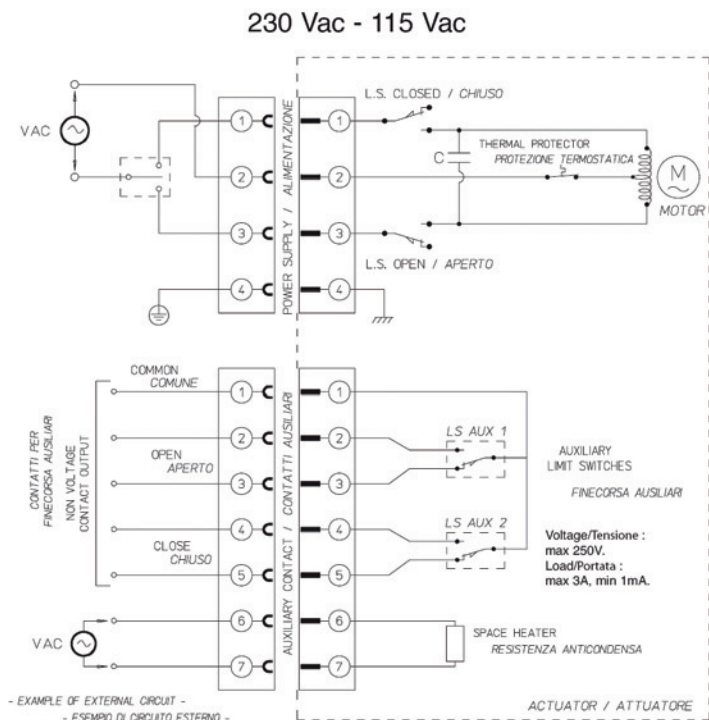 230 Vac - 115 Vac
L.S. CLOSED / CHIUSO
VAC
1
1
THERMAL PROTECTOR
PROTEZIONE TERMOSTATICA
C
2
2
M
MOTOR
POWER SUPPLY / ALIMENTAZIONE
3
3
L.S. OPEN / APERTO
4
4
COMMON
COMUNE
1
1
CONTATTI PER
FINECORSA AUSILIARI
NON VOLTAGE
CONTACT OUTPUT
AUXILIARY CONTACT / CONTATTI AUSILIARI
2
2
LS AUX 1
OPEN
APERTO
AUXILIARY
LIMIT SWITCHES
3
3
FINECORSA AUSILIARI
4
4
LS AUX 2
CLOSE
CHIUSO
Voltage/Tensione :
max 250V.
Load/Portata :
max 3A, min 1mA.
5
5
6
6
VAC
SPACE HEATER
RESISTENZA ANTICONDENSA
7
7
- EXAMPLE OF EXTERNAL CIRCUIT -
- ESEMPIO DI CIRCUITO ESTERNO -
ACTUATOR / ATTUATORE